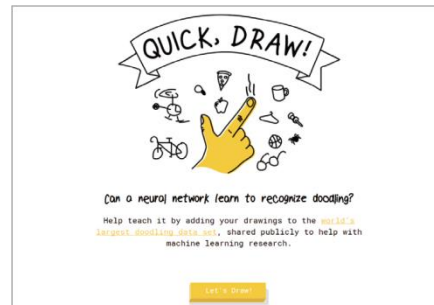 QUICK, DRAW!
Can a neural network learn to recognize doodling?
Help teach it by adding your drawings to the world's
largest doodling data set, shared publicly to help with
machine learning research.
Let's Draw!